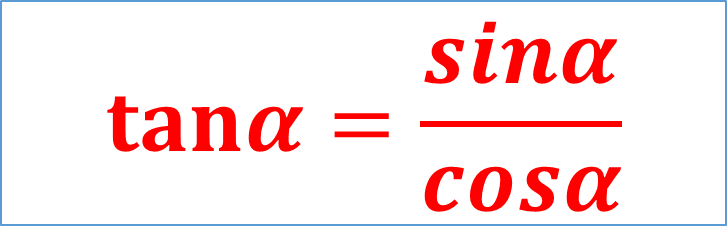 tanα = sinα/cosα